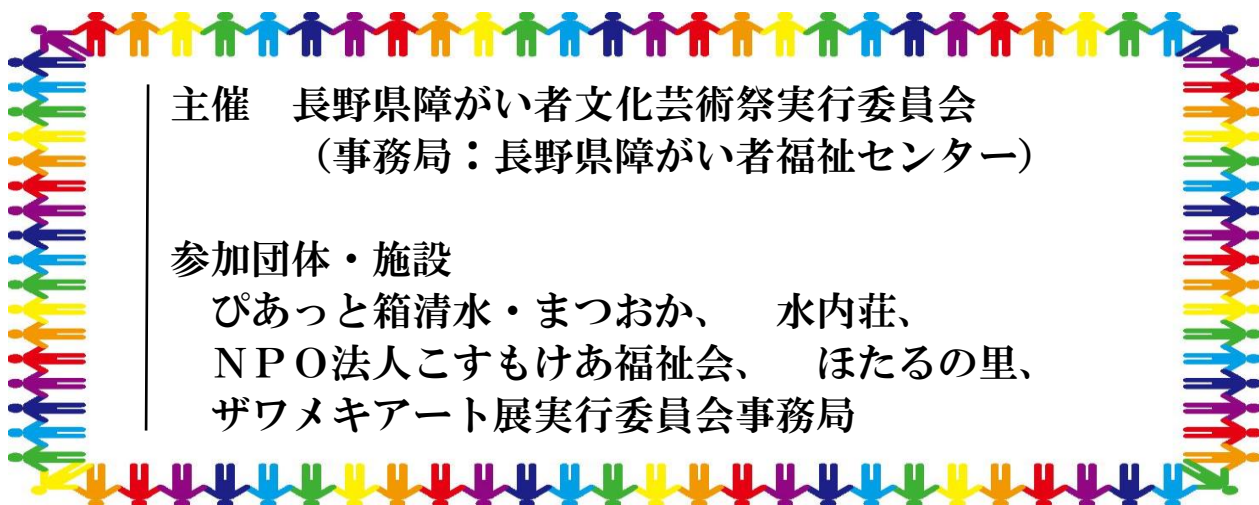 主催　長野県障がい者文化芸術祭実行委員会
（事務局：長野県障がい者福祉センター）
参加団体・施設
ぴあっと箱清水・まつおか、　水内荘、
ＮＰＯ法人こすもけあ福祉会、　ほたるの里、
ザワメキアート展実行委員会事務局